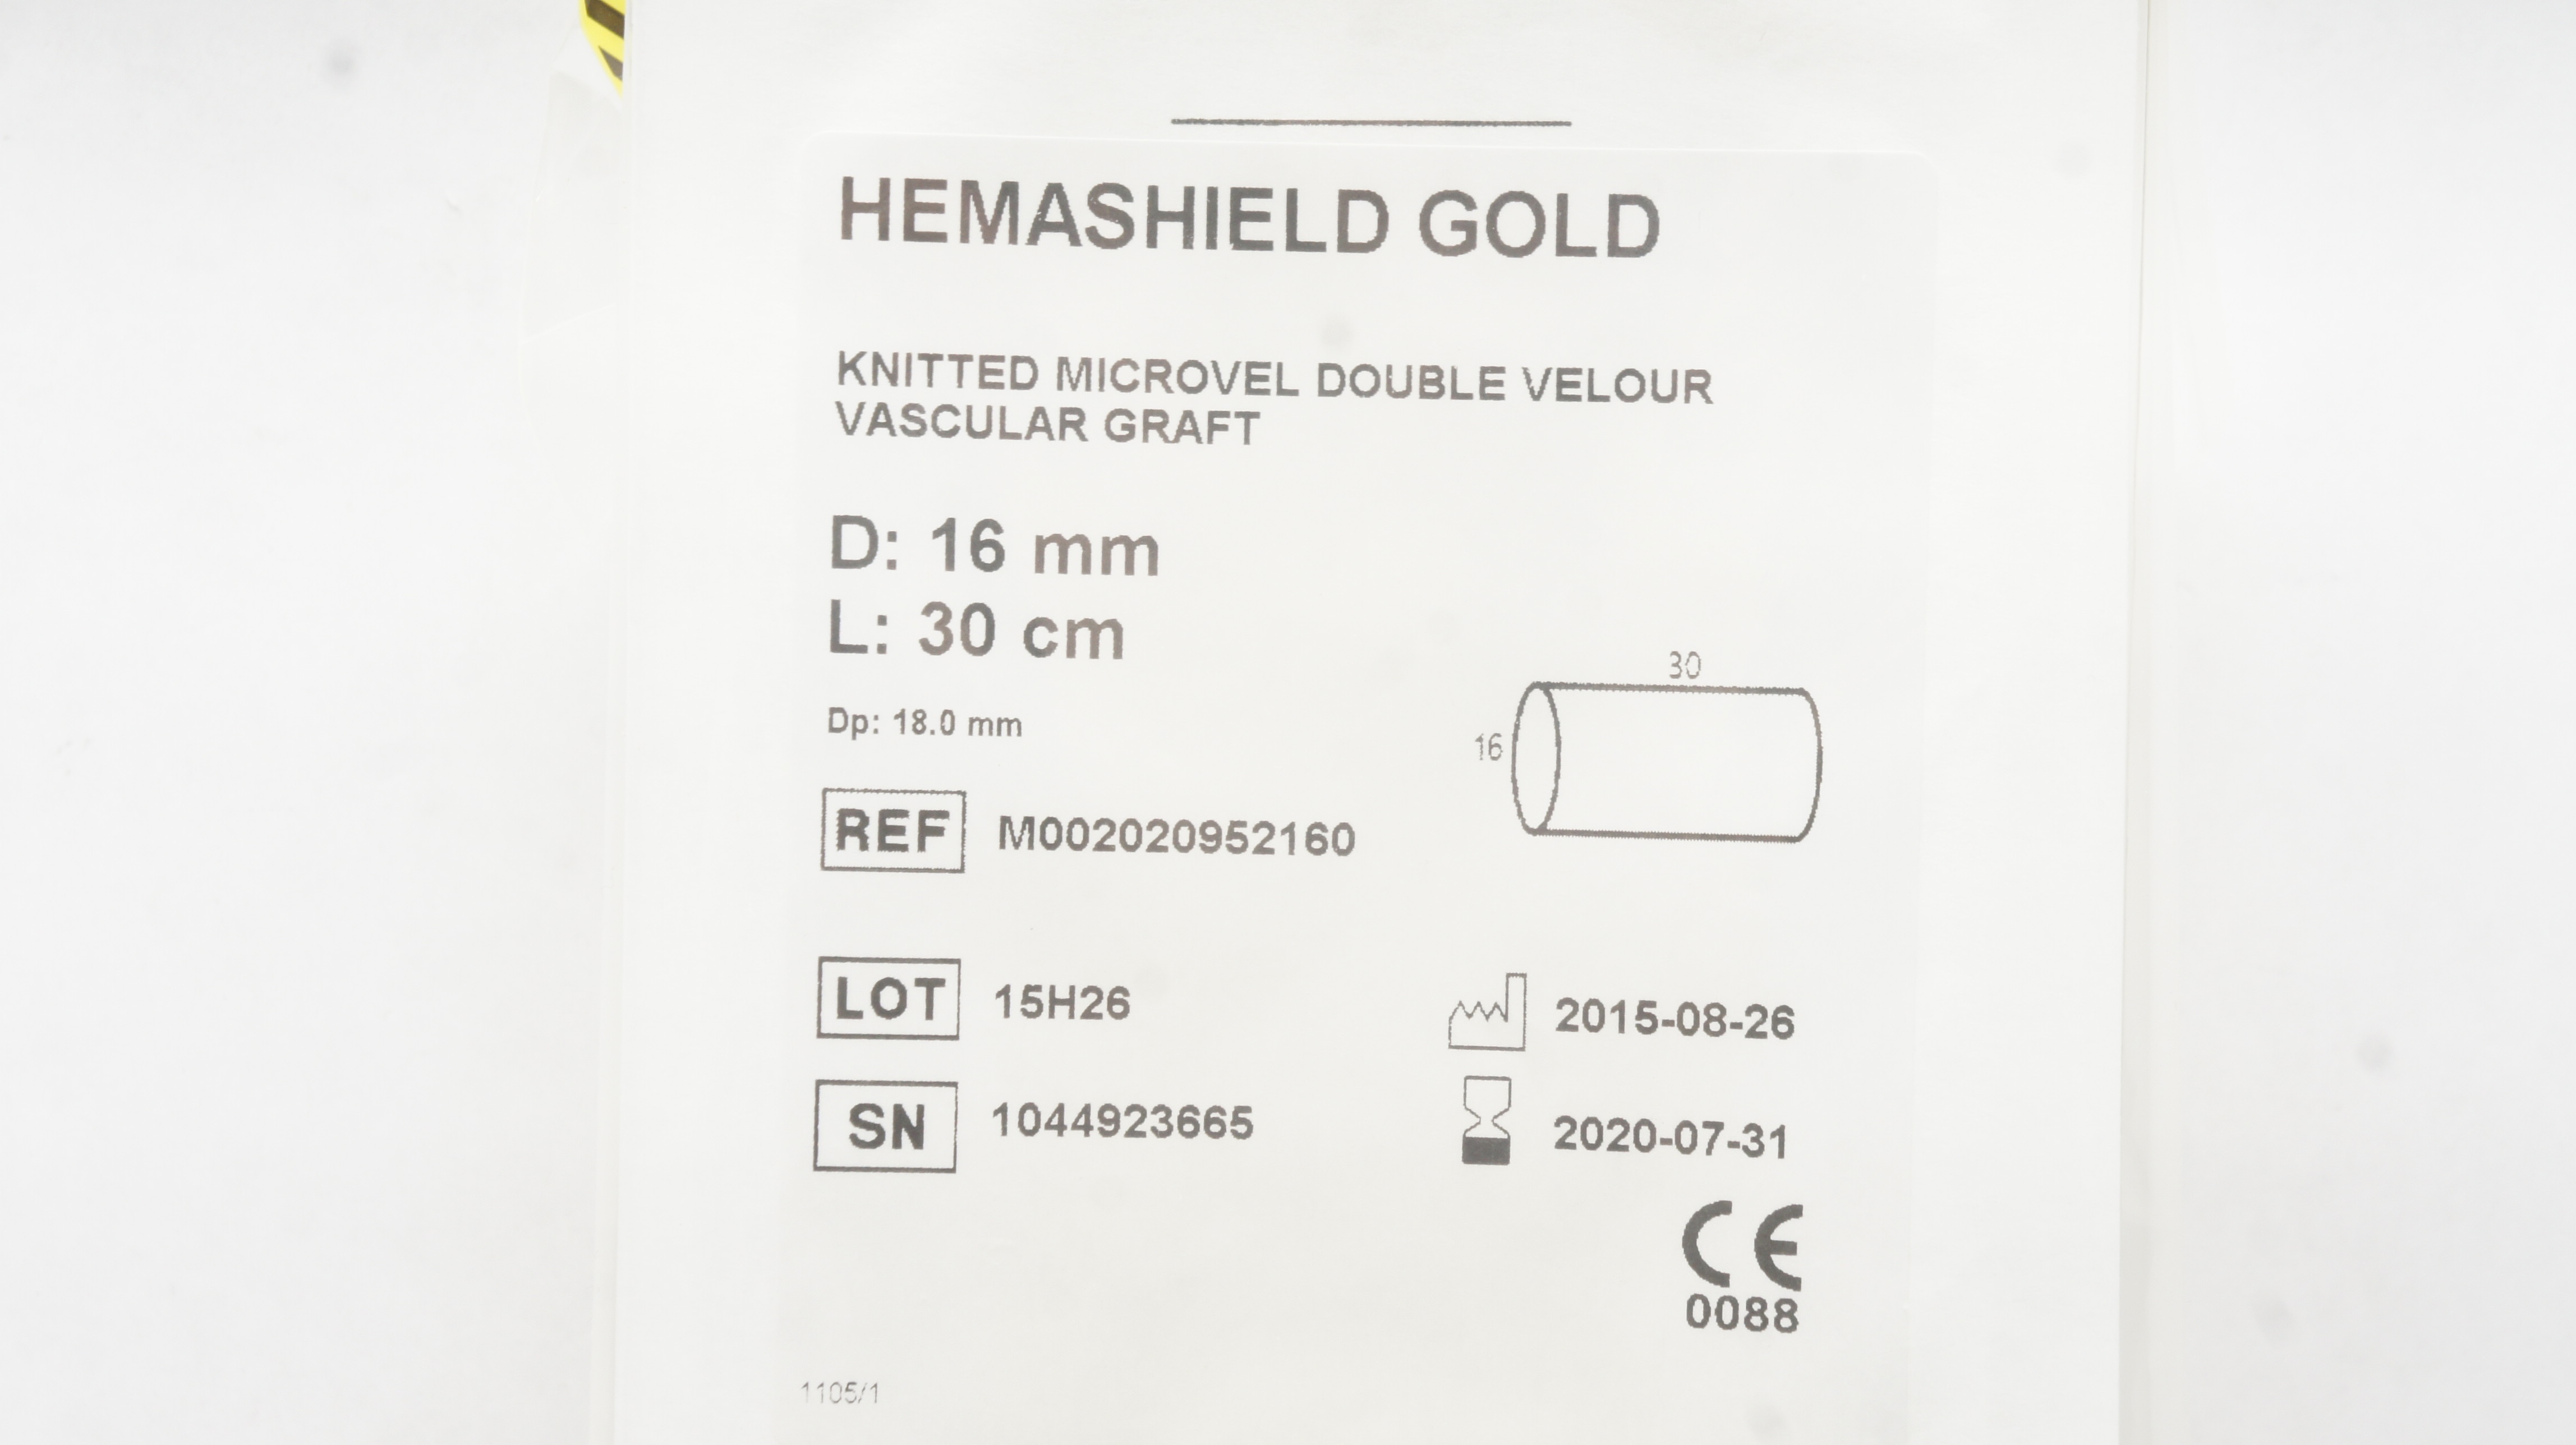 HEMASHIELD GOLD
KNITTED MICROVEL DOUBLE VELOUR
VASCULAR GRAFT
D: 16 mm
L: 30 cm
Dp: 18.0 mm
30
16
REF M002020952160
LOT 15H26
2015-08-26
SN 1044923665
2020-07-31
CE
0088
1105/1